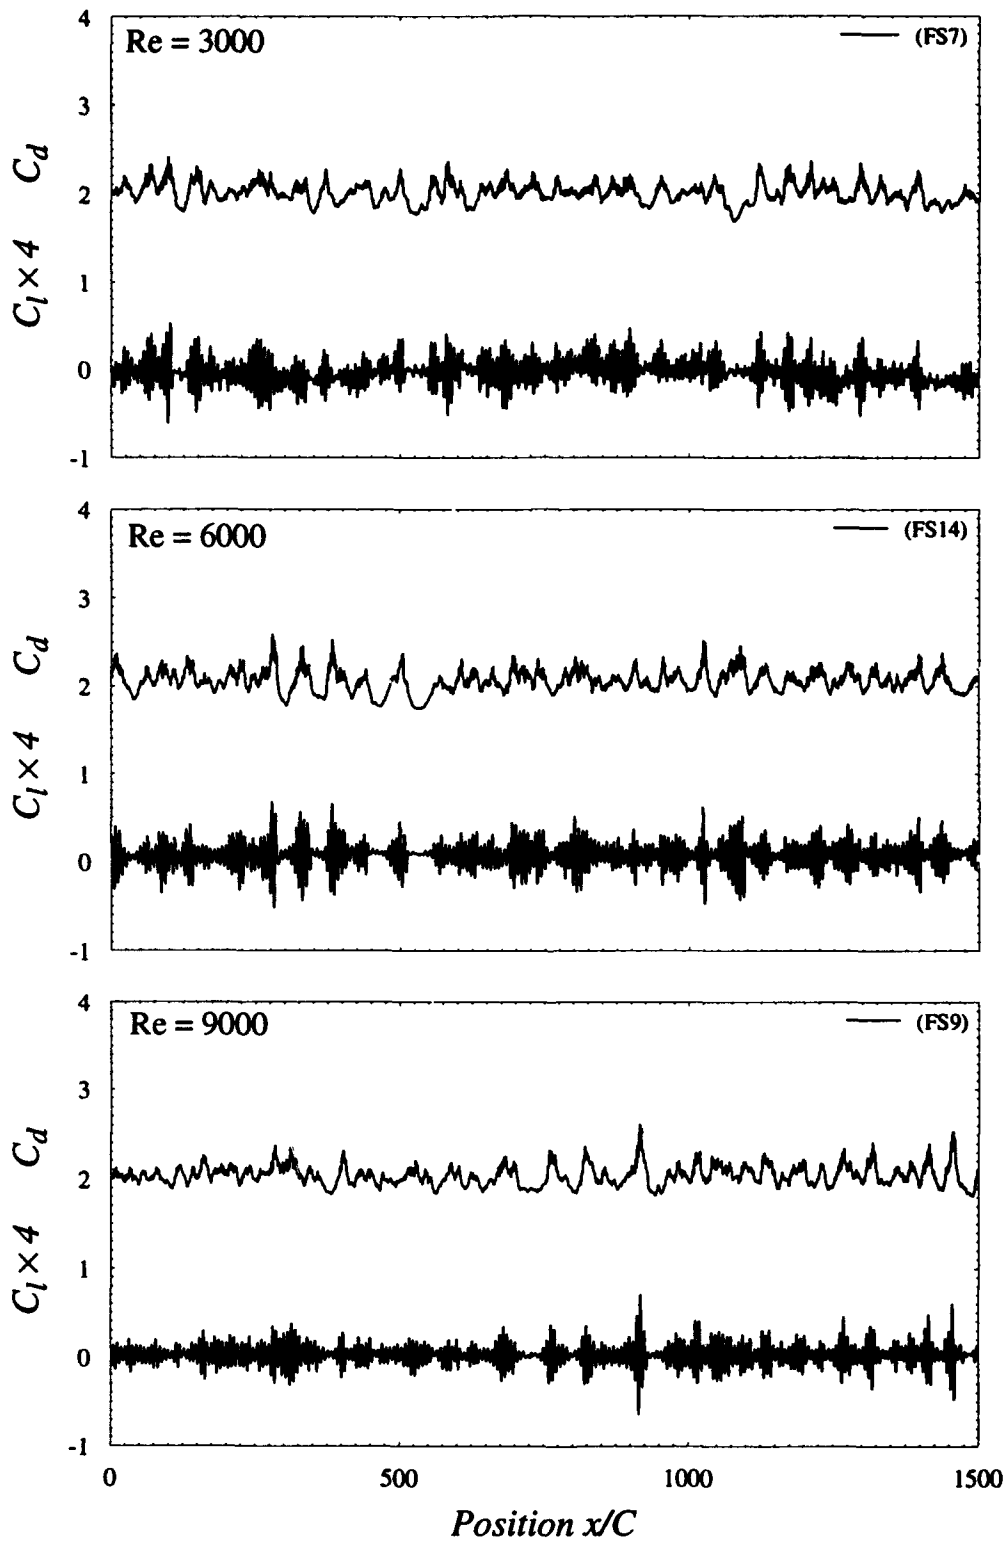 Re = 3000
(FS7)
4
3
2
1
0
-1
C_l × 4 C_d
Re = 6000
(FS14)
4
3
2
1
0
-1
C_l × 4 C_d
Re = 9000
(FS9)
4
3
2
1
0
-1
C_l × 4 C_d
0 500 1000 1500
Position x/C